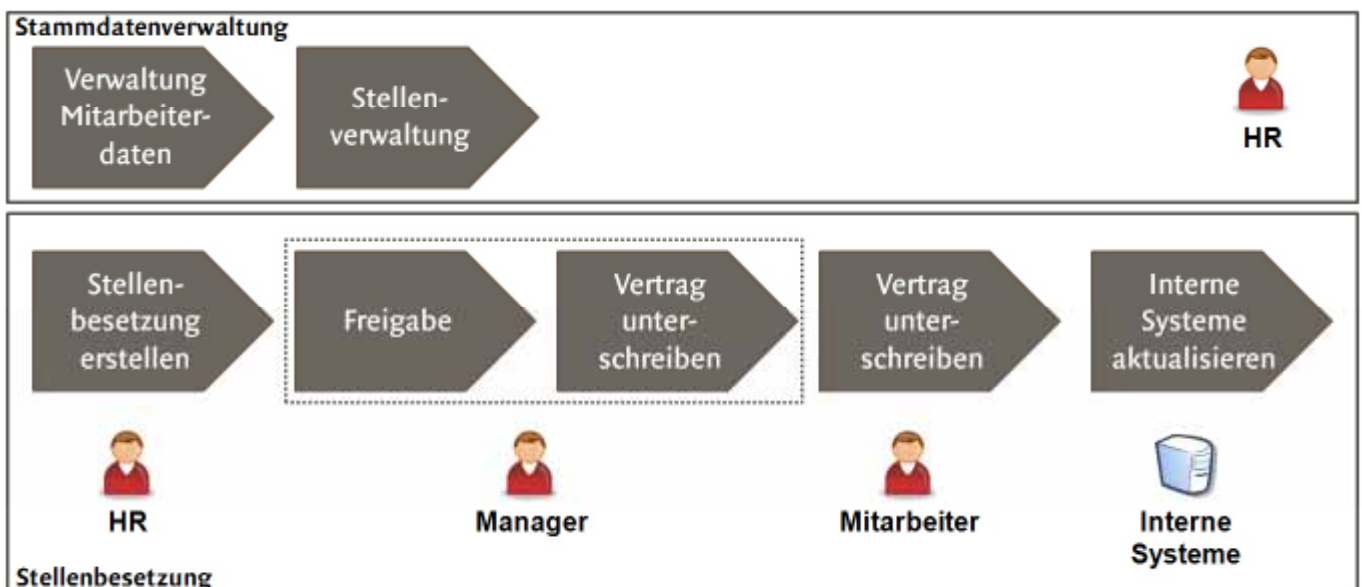 Stammdatenverwaltung
Verwaltung
Mitarbeiter-
daten
Stellen-
verwaltung
HR
Stellen-
besetzung
erstellen
Freigabe
Vertrag
unter-
schreiben
Vertrag
unter-
schreiben
Interne
Systeme
aktualisieren
HR
Manager
Mitarbeiter
Interne
Systeme
Stellenbesetzung